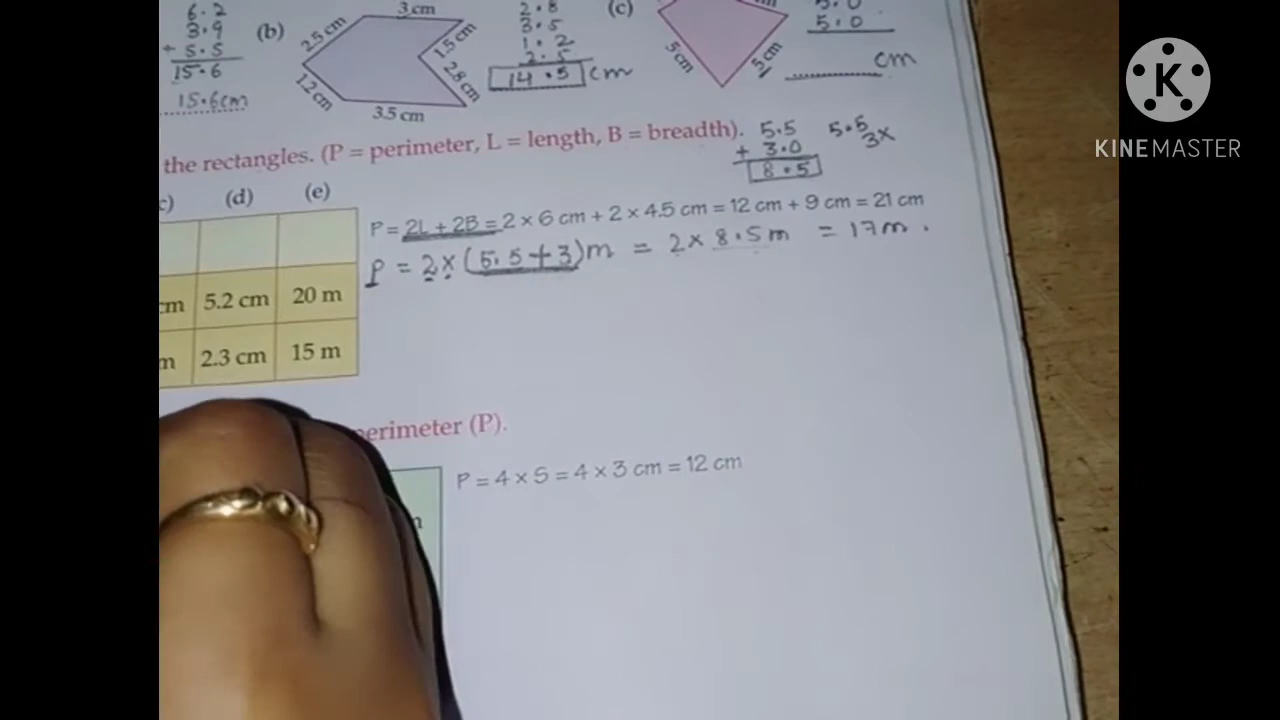 6.2
3.9
+ 5.5
15.6
15.6cm
(b)
3 cm
2.5 cm
1.5 cm
2.8 cm
1.2 cm
3.5 cm
2.8
3.5
1.2
2.5
14.5 cm
(c)
5 cm
5 cm
5.0
cm
the rectangles. (P = perimeter, L = length, B = breadth).
5.5
+ 3.0
8.5
5.5
3x
(d) (e)
5.2 cm 20 m
2.3 cm 15 m
P = 2L + 2B = 2 × 6 cm + 2 × 4.5 cm = 12 cm + 9 cm = 21 cm
P = 2 × (5.5+3)m = 2 × 8.5m = 17m.
perimeter (P).
P = 4 × S = 4 × 3 cm = 12 cm
K
KINEMASTER